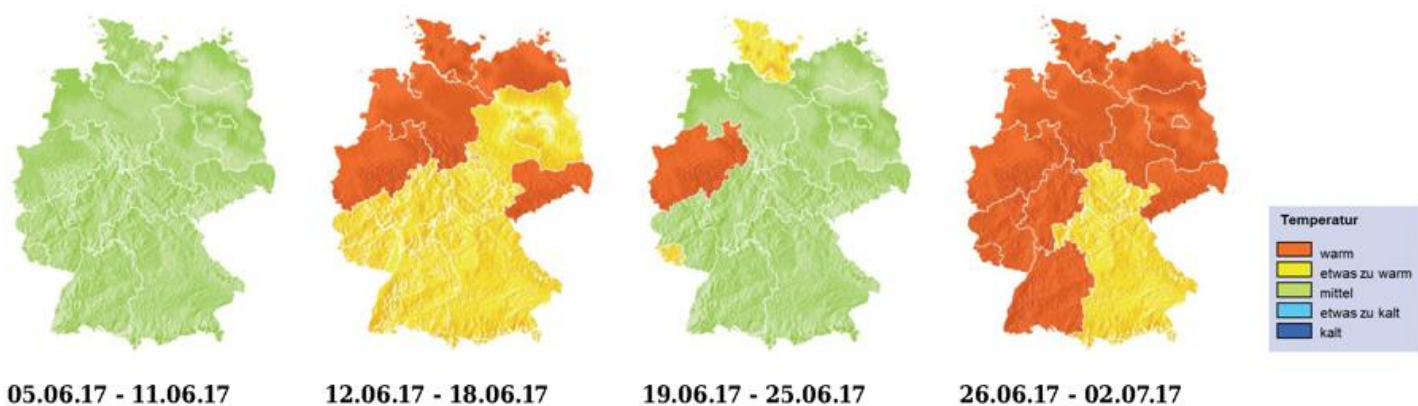 Temperatur
warm
etwas zu warm
mittel
etwas zu kalt
kalt
05.06.17 - 11.06.17
12.06.17 - 18.06.17
19.06.17 - 25.06.17
26.06.17 - 02.07.17